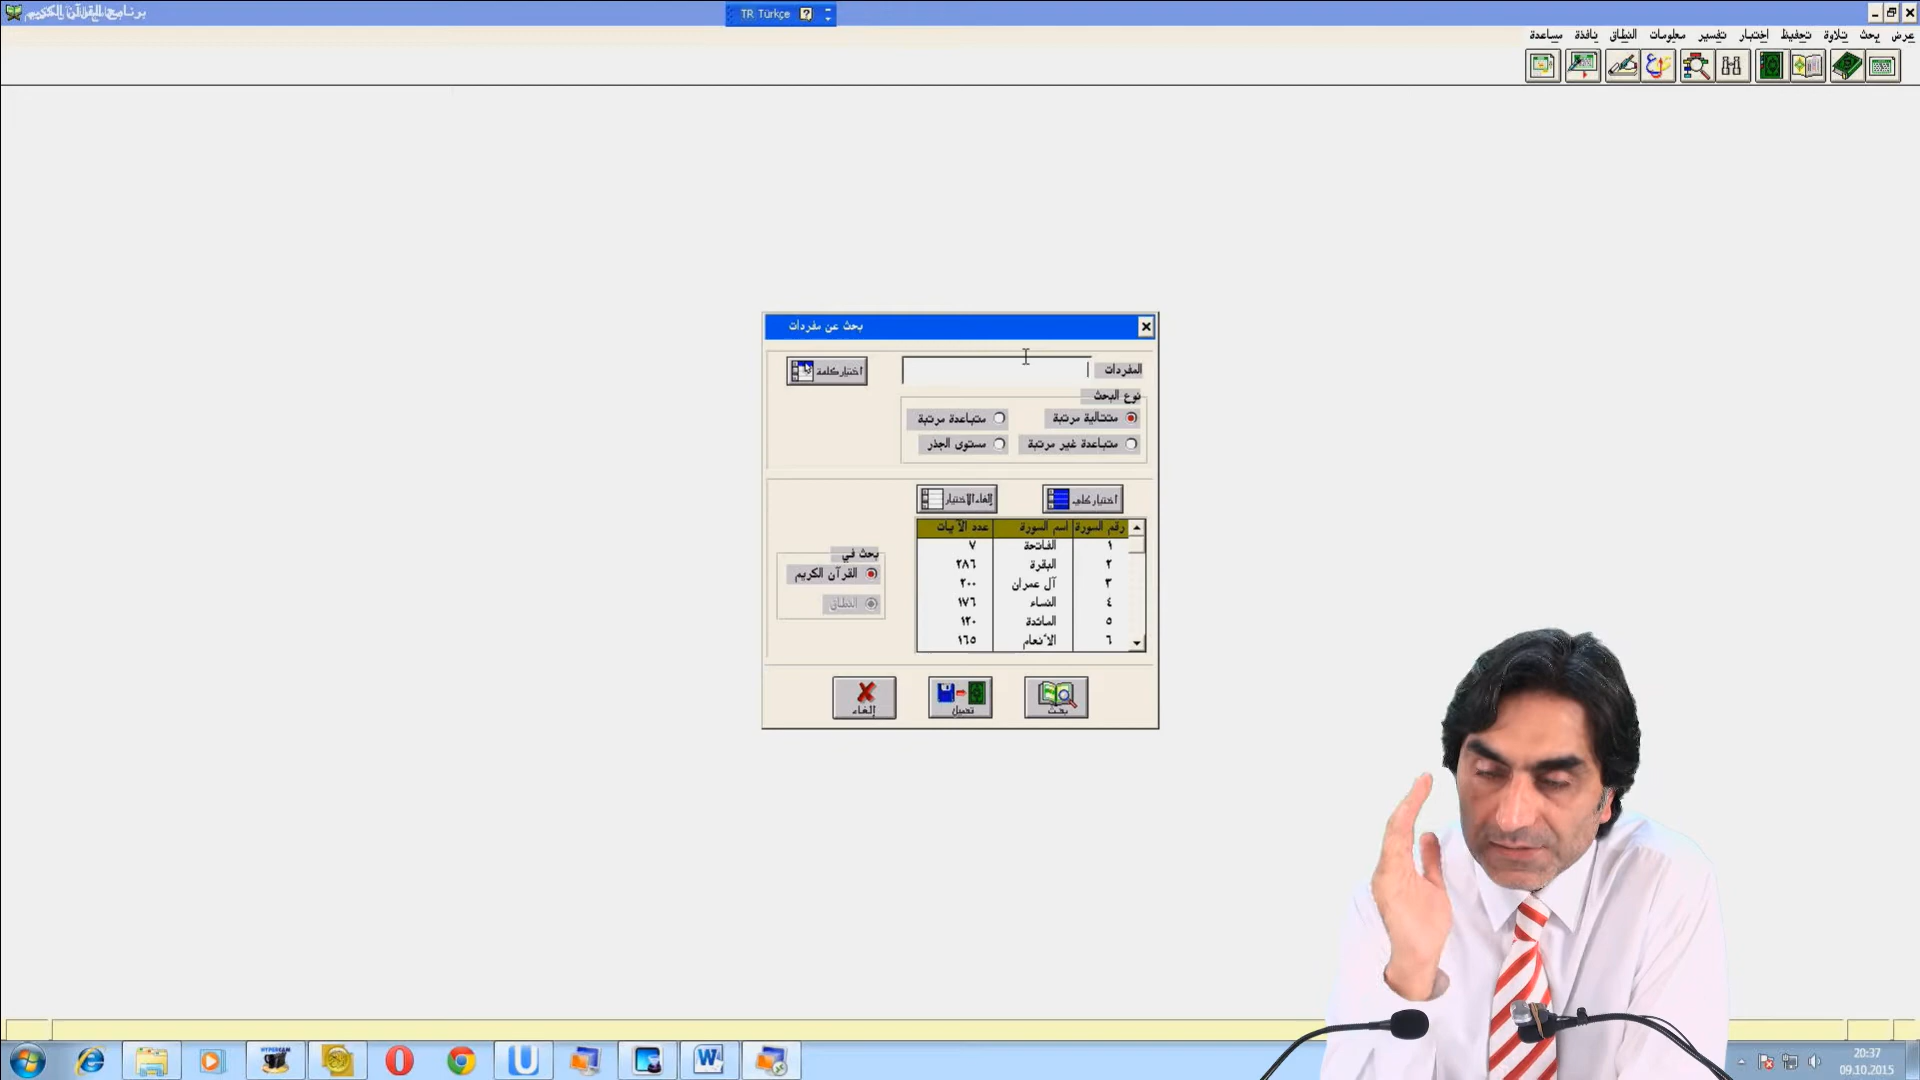 برنامج القرآن الكريم
TR Türkçe
عرض بحث تلاوة تحفيظ اختبار تفسير معلومات النطاق نافذة مساعدة
بحث عن مفردات
المفردات
اختيار كلمة
نوع البحث
متتالية مرتبة
متباعدة مرتبة
متباعدة غير مرتبة
مستوى الجذر
اختيار كلي
إلغاء الاختيار
رقم السورة اسم السورة عدد الآيات
١ الفاتحة ٧
٢ البقرة ٢٨٦
٣ آل عمران ٢٠٠
٤ النساء ١٧٦
٥ المائدة ١٢٠
٦ الأنعام ١٦٥
بحث في
القرآن الكريم
النطاق
بحث
تحميل
إلغاء
HYPERCAM
20:37
09.10.2015